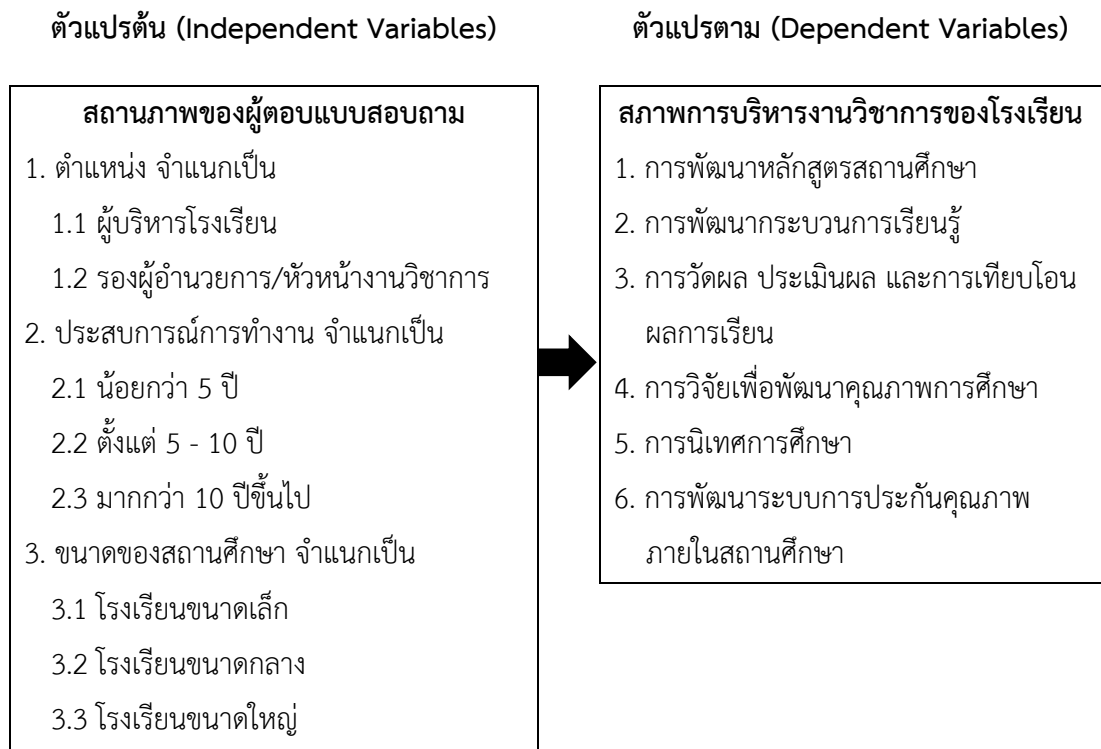 ตัวแปรต้น (Independent Variables)
สถานภาพของผู้ตอบแบบสอบถาม
1. ตำแหน่ง จำแนกเป็น
1.1 ผู้บริหารโรงเรียน
1.2 รองผู้อำนวยการ/หัวหน้างานวิชาการ
2. ประสบการณ์การทำงาน จำแนกเป็น
2.1 น้อยกว่า 5 ปี
2.2 ตั้งแต่ 5 - 10 ปี
2.3 มากกว่า 10 ปีขึ้นไป
3. ขนาดของสถานศึกษา จำแนกเป็น
3.1 โรงเรียนขนาดเล็ก
3.2 โรงเรียนขนาดกลาง
3.3 โรงเรียนขนาดใหญ่
ตัวแปรตาม (Dependent Variables)
สภาพการบริหารงานวิชาการของโรงเรียน
1. การพัฒนาหลักสูตรสถานศึกษา
2. การพัฒนากระบวนการเรียนรู้
3. การวัดผล ประเมินผล และการเทียบโอน
ผลการเรียน
4. การวิจัยเพื่อพัฒนาคุณภาพการศึกษา
5. การนิเทศการศึกษา
6. การพัฒนาระบบการประกันคุณภาพ
ภายในสถานศึกษา